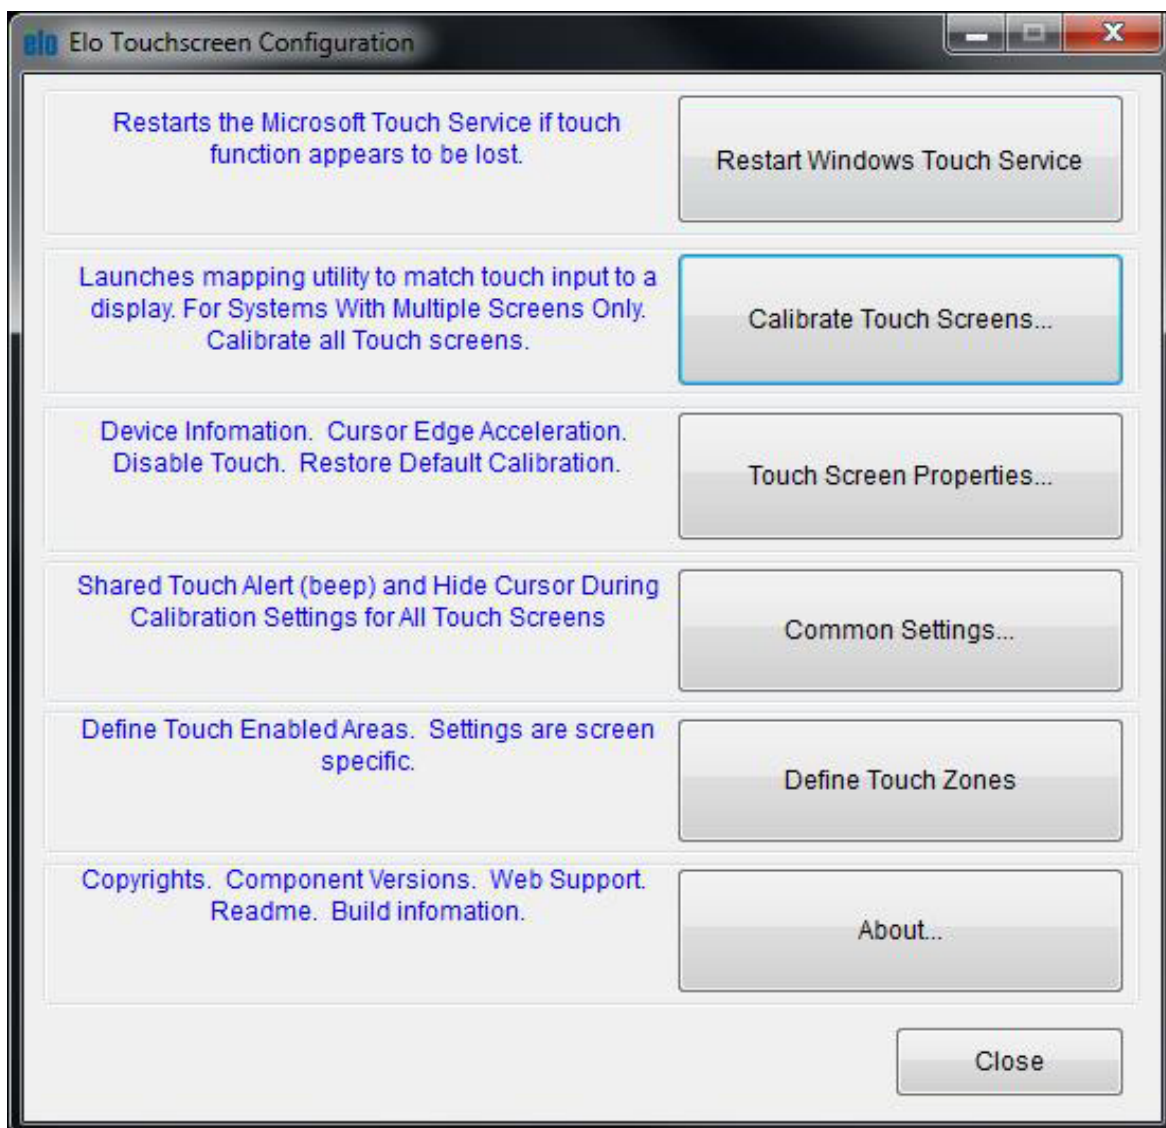 elo Elo Touchscreen Configuration
Restarts the Microsoft Touch Service if touch
function appears to be lost.
Restart Windows Touch Service
Launches mapping utility to match touch input to a
display. For Systems With Multiple Screens Only.
Calibrate all Touch screens.
Calibrate Touch Screens...
Device Infomation.  Cursor Edge Acceleration.
Disable Touch.  Restore Default Calibration.
Touch Screen Properties...
Shared Touch Alert (beep) and Hide Cursor During
Calibration Settings for All Touch Screens
Common Settings...
Define Touch Enabled Areas.  Settings are screen
specific.
Define Touch Zones
Copyrights.  Component Versions.  Web Support.
Readme.  Build infomation.
About...
Close